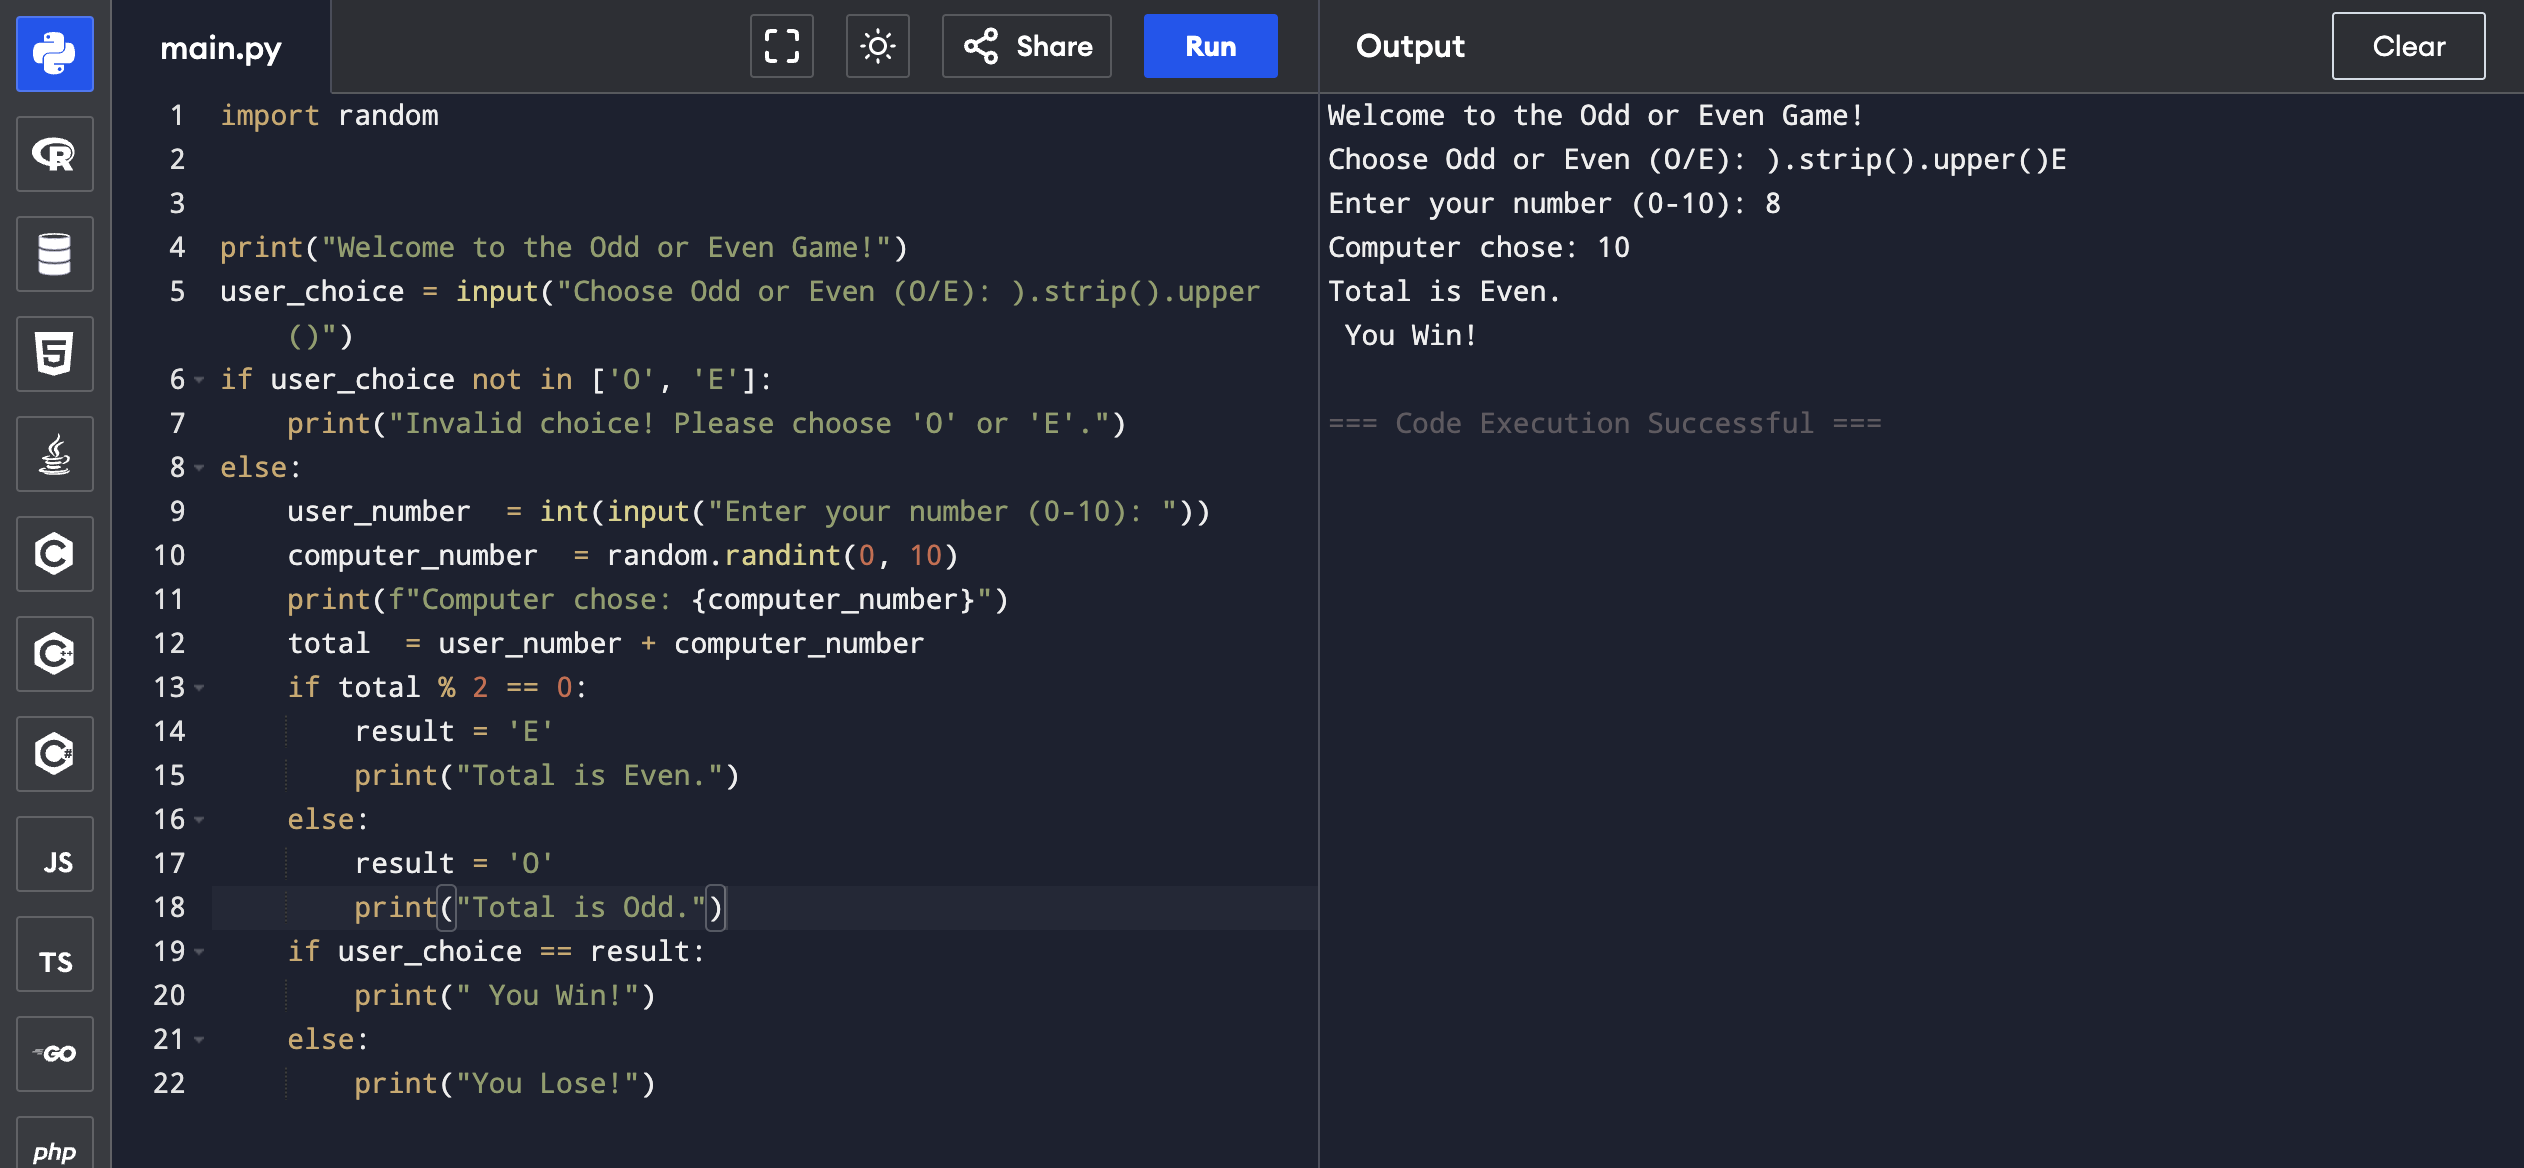 main.py
Share
Run
Output
Clear
1 import random
2
3
4 print("Welcome to the Odd or Even Game!")
5 user_choice = input("Choose Odd or Even (O/E): ).strip().upper
()")
6 if user_choice not in ['O', 'E']:
7     print("Invalid choice! Please choose 'O' or 'E'.")
8 else:
9     user_number  = int(input("Enter your number (0-10): "))
10     computer_number  = random.randint(0, 10)
11     print(f"Computer chose: {computer_number}")
12     total  = user_number + computer_number
13     if total % 2 == 0:
14         result = 'E'
15         print("Total is Even.")
16     else:
17         result = 'O'
18         print("Total is Odd.")
19     if user_choice == result:
20         print(" You Win!")
21     else:
22         print("You Lose!")
Welcome to the Odd or Even Game!
Choose Odd or Even (O/E): ).strip().upper()E
Enter your number (0-10): 8
Computer chose: 10
Total is Even.
 You Win!
=== Code Execution Successful ===
R
5
C
C++
C#
JS
TS
GO
php